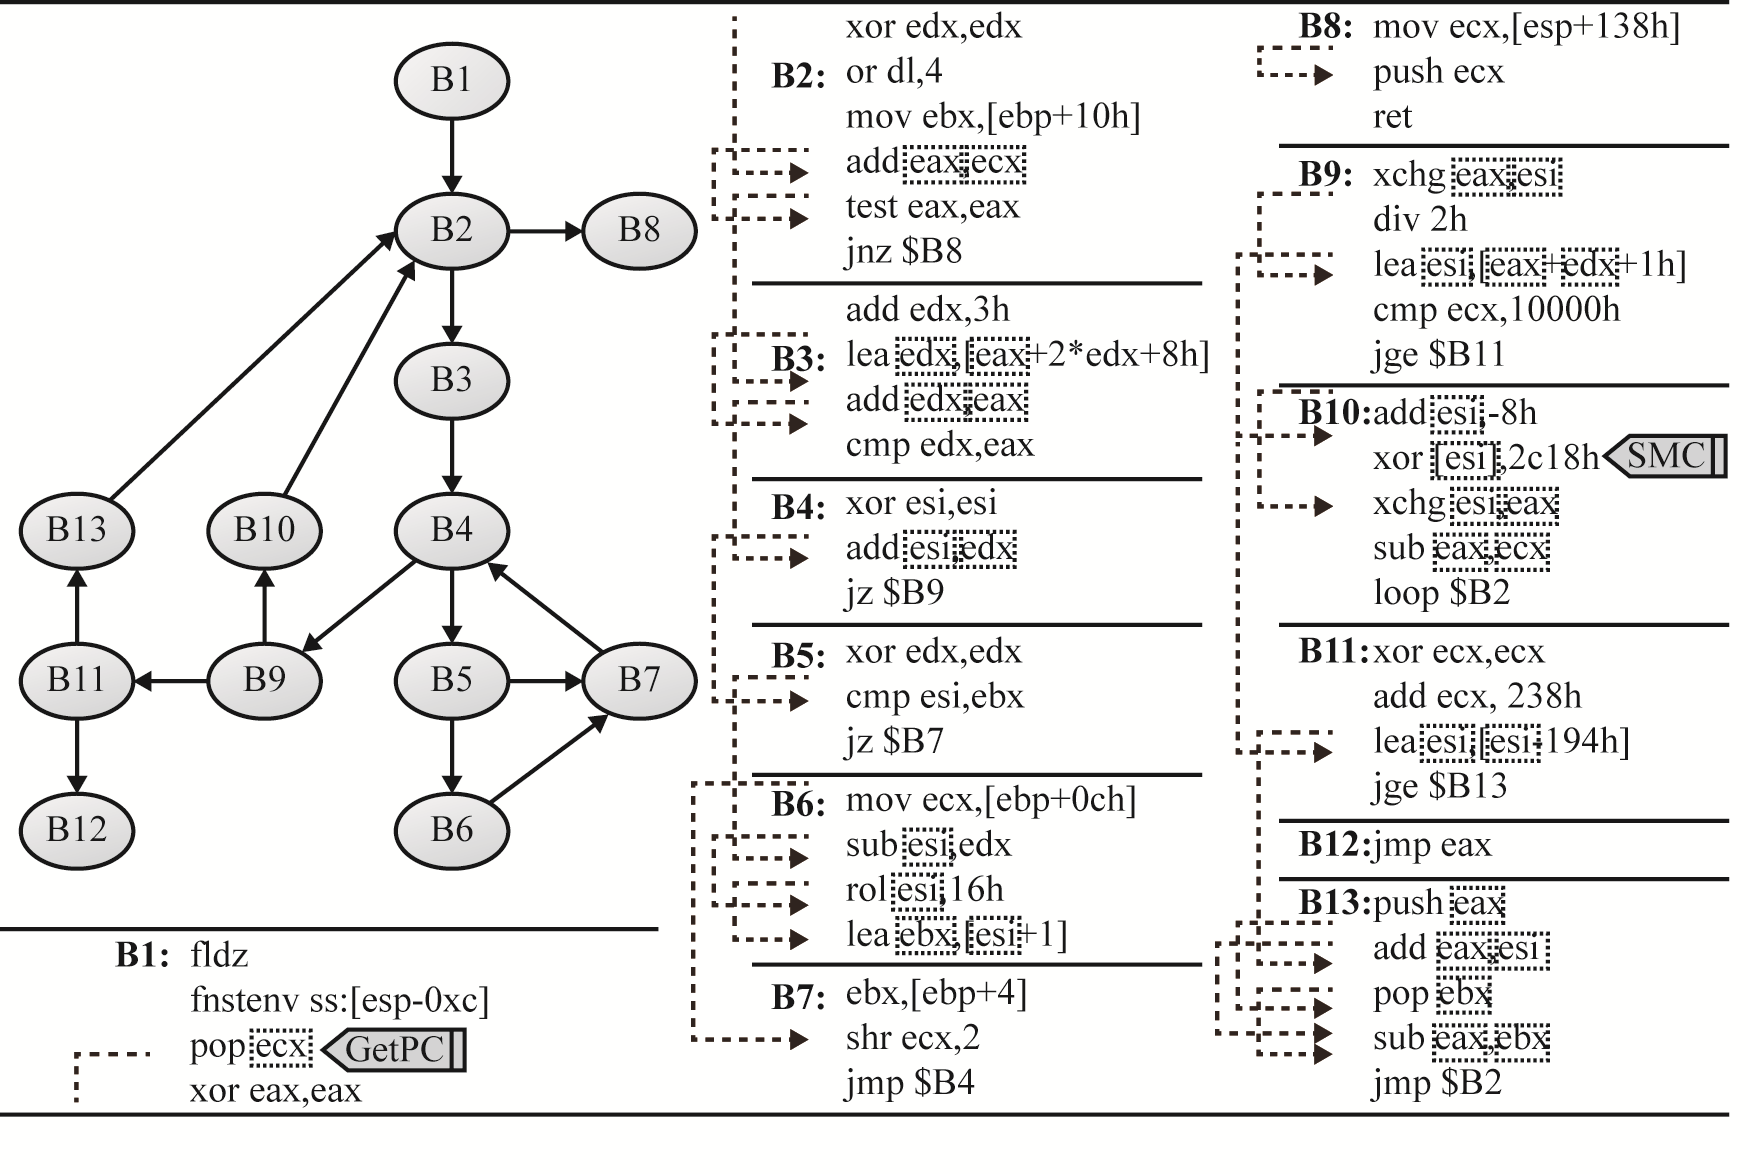 B1
B2
B8
B3
B13
B10
B4
B11
B9
B5
B7
B12
B6
B1: fldz
fnstenv ss:[esp-0xc]
pop ecx GetPC
xor eax,eax
xor edx,edx
B2: or dl,4
mov ebx,[ebp+10h]
add eax,ecx
test eax,eax
jnz $B8
add edx,3h
B3: lea edx,[eax+2*edx+8h]
add edx,eax
cmp edx,eax
B4: xor esi,esi
add esi,edx
jz $B9
B5: xor edx,edx
cmp esi,ebx
jz $B7
B6: mov ecx,[ebp+0ch]
sub esi,edx
rol esi,16h
lea ebx,[esi+1]
B7: ebx,[ebp+4]
shr ecx,2
jmp $B4
B8: mov ecx,[esp+138h]
push ecx
ret
B9: xchg eax,esi
div 2h
lea esi,[eax+edx+1h]
cmp ecx,10000h
jge $B11
B10: add esi,-8h
xor [esi],2c18h SMC
xchg esi,eax
sub eax,ecx
loop $B2
B11: xor ecx,ecx
add ecx, 238h
lea esi,[esi-194h]
jge $B13
B12: jmp eax
B13: push eax
add eax,esi
pop ebx
sub eax,ebx
jmp $B2